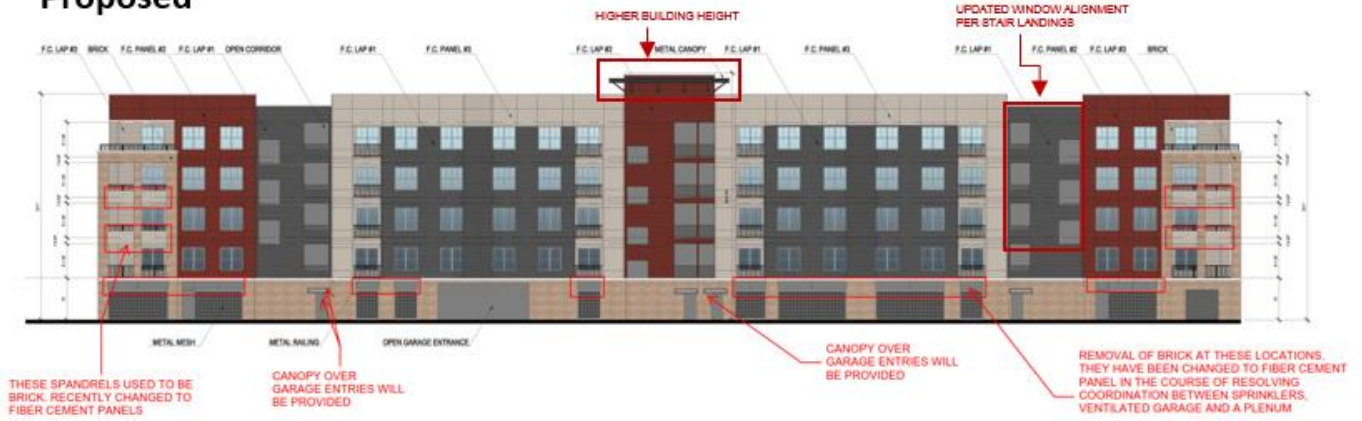 Proposed
HIGHER BUILDING HEIGHT
UPDATED WINDOW ALIGNMENT
PER STAIR LANDINGS
F.C. LAP #3 BRICK F.C. PANEL #2 F.C. LAP #1 OPEN CORRIDOR F.C. LAP #1 F.C. PANEL #3 F.C. LAP #2 METAL CANOPY F.C. LAP #1 F.C. PANEL #3 F.C. LAP #1 F.C. PANEL #2 F.C. LAP #3 BRICK
METAL MESH METAL RAILING OPEN GARAGE ENTRANCE
THESE SPANDRELS USED TO BE
BRICK. RECENTLY CHANGED TO
FIBER CEMENT PANELS
CANOPY OVER
GARAGE ENTRIES WILL
BE PROVIDED
CANOPY OVER
GARAGE ENTRIES WILL
BE PROVIDED
REMOVAL OF BRICK AT THESE LOCATIONS.
THEY HAVE BEEN CHANGED TO FIBER CEMENT
PANEL IN THE COURSE OF RESOLVING
COORDINATION BETWEEN SPRINKLERS,
VENTILATED GARAGE AND A PLENUM